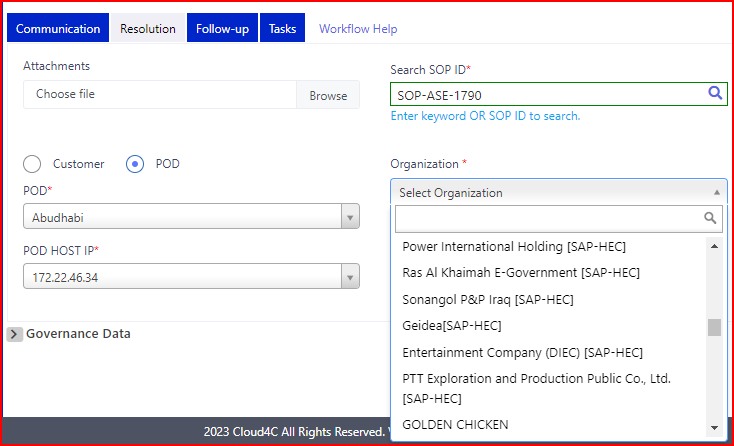 Communication Resolution Follow-up Tasks Workflow Help
Attachments
Choose file Browse
Search SOP ID*
SOP-ASE-1790
Enter keyword OR SOP ID to search.
Customer POD
POD*
Abudhabi
POD HOST IP*
172.22.46.34
Organization *
Select Organization
Power International Holding [SAP-HEC]
Ras Al Khaimah E-Government [SAP-HEC]
Sonangol P&P Iraq [SAP-HEC]
Geidea[SAP-HEC]
Entertainment Company (DIEC) [SAP-HEC]
PTT Exploration and Production Public Co., Ltd.
[SAP-HEC]
GOLDEN CHICKEN
Governance Data
2023 Cloud4C All Rights Reserved.